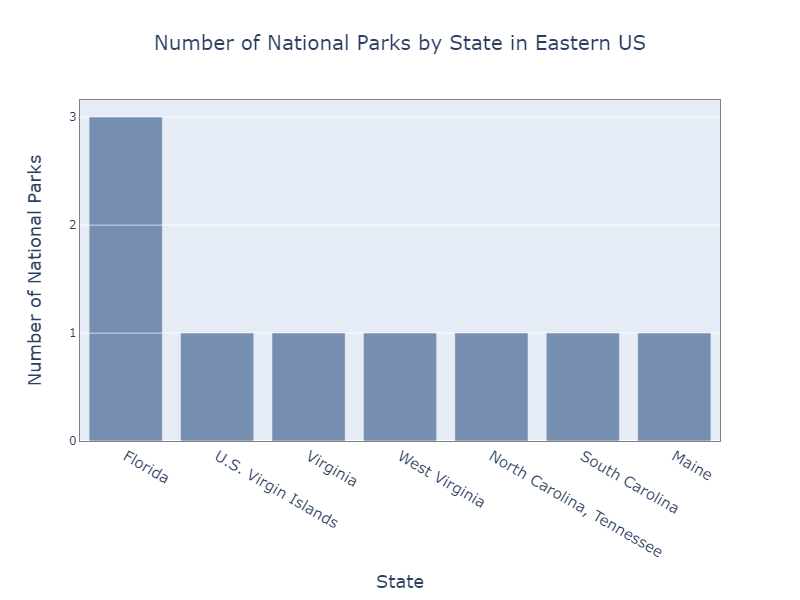 Number of National Parks by State in Eastern US
Number of National Parks
3
2
1
0
Florida
U.S. Virgin Islands
Virginia
West Virginia
North Carolina, Tennessee
South Carolina
Maine
State